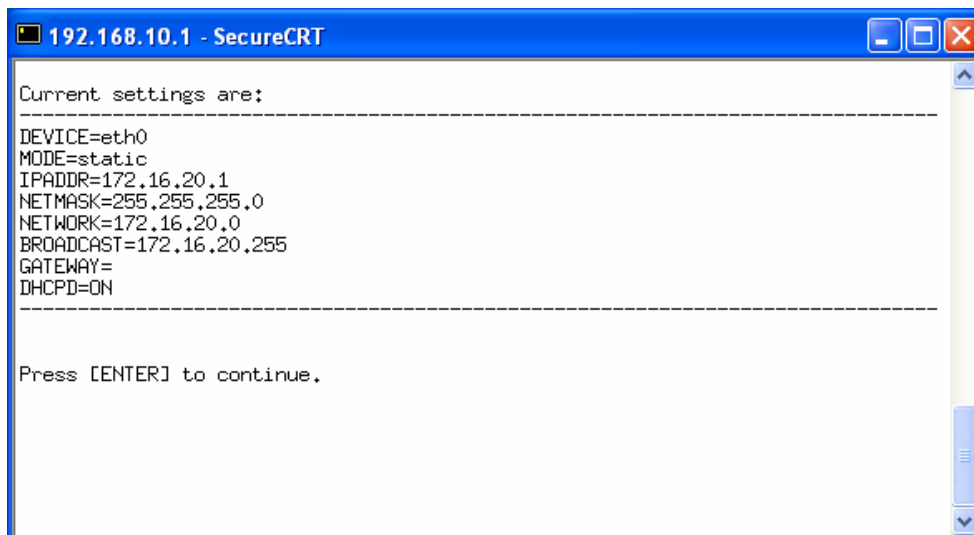 192.168.10.1 - SecureCRT
Current settings are:
--------------------------------------------------------------------------------
DEVICE=eth0
MODE=static
IPADDR=172.16.20.1
NETMASK=255.255.255.0
NETWORK=172.16.20.0
BROADCAST=172.16.20.255
GATEWAY=
DHCPD=ON
--------------------------------------------------------------------------------
Press [ENTER] to continue.